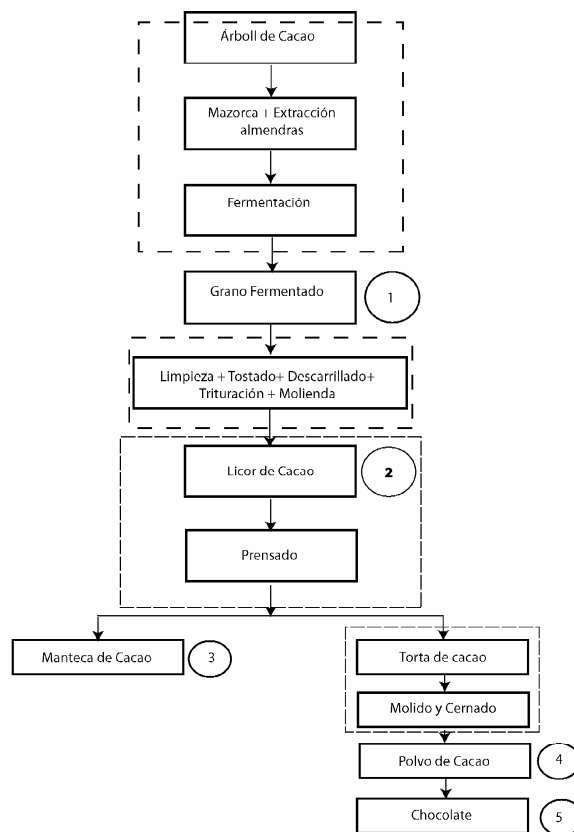 Árboll de Cacao
Mazorca + Extracción
almendras
Fermentación
Grano Fermentado
1
Limpieza + Tostado+ Descarrillado+
Trituración + Molienda
Licor de Cacao
2
Prensado
Manteca de Cacao
3
Torta de cacao
Molido y Cernado
Polvo de Cacao
4
Chocolate
5